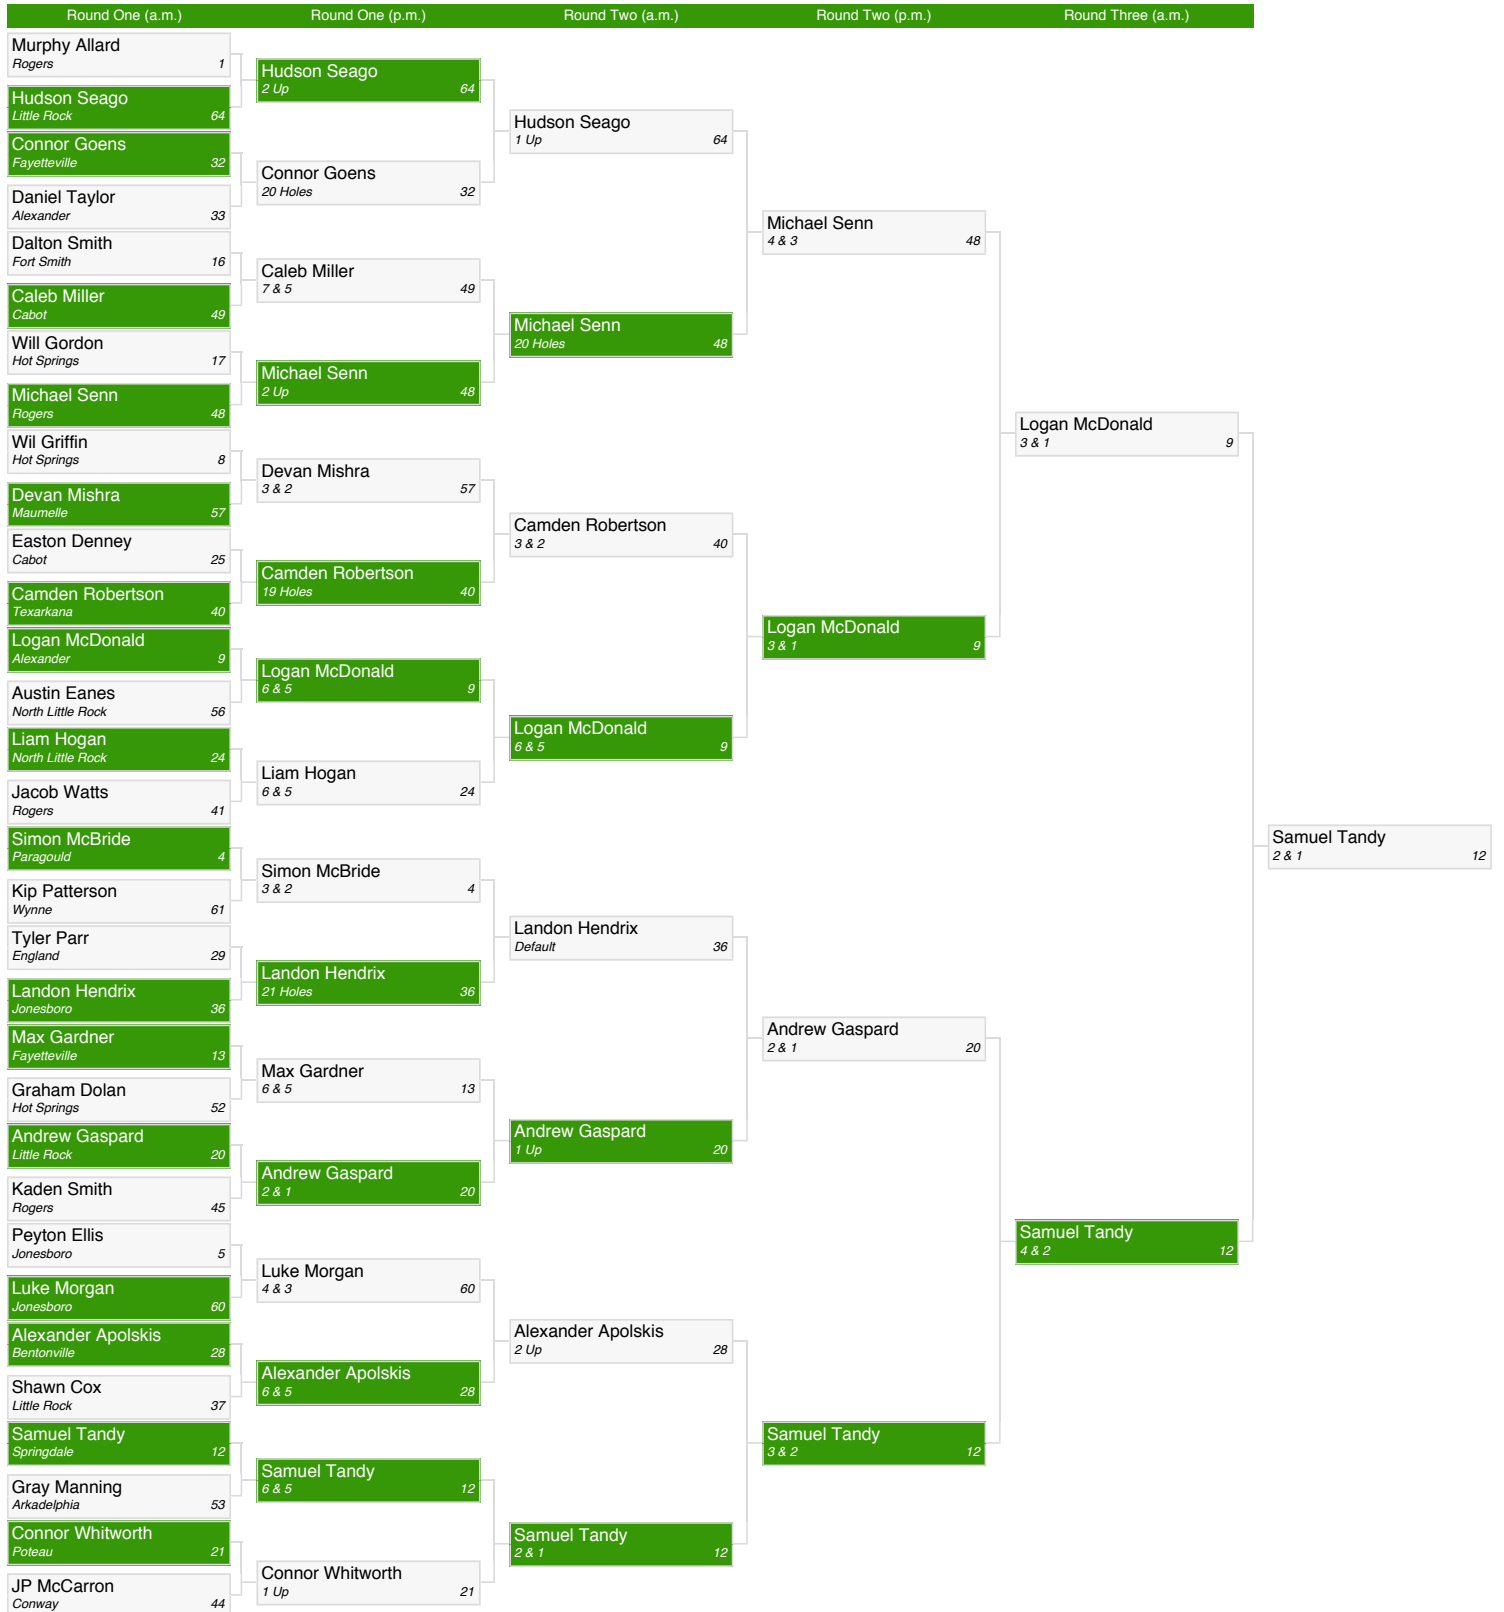 Round One (a.m.)
Round One (p.m.)
Round Two (a.m.)
Round Two (p.m.)
Round Three (a.m.)
Murphy Allard
Rogers 1
Hudson Seago
Little Rock 64
Connor Goens
Fayetteville 32
Daniel Taylor
Alexander 33
Dalton Smith
Fort Smith 16
Caleb Miller
Cabot 49
Will Gordon
Hot Springs 17
Michael Senn
Rogers 48
Wil Griffin
Hot Springs 8
Devan Mishra
Maumelle 57
Easton Denney
Cabot 25
Camden Robertson
Texarkana 40
Logan McDonald
Alexander 9
Austin Eanes
North Little Rock 56
Liam Hogan
North Little Rock 24
Jacob Watts
Rogers 41
Simon McBride
Paragould 4
Kip Patterson
Wynne 61
Tyler Parr
England 29
Landon Hendrix
Jonesboro 36
Max Gardner
Fayetteville 13
Graham Dolan
Hot Springs 52
Andrew Gaspard
Little Rock 20
Kaden Smith
Rogers 45
Peyton Ellis
Jonesboro 5
Luke Morgan
Jonesboro 60
Alexander Apolskis
Bentonville 28
Shawn Cox
Little Rock 37
Samuel Tandy
Springdale 12
Gray Manning
Arkadelphia 53
Connor Whitworth
Poteau 21
JP McCarron
Conway 44
Hudson Seago
2 Up 64
Connor Goens
20 Holes 32
Caleb Miller
7 & 5 49
Michael Senn
2 Up 48
Devan Mishra
3 & 2 57
Camden Robertson
19 Holes 40
Logan McDonald
6 & 5 9
Liam Hogan
6 & 5 24
Simon McBride
3 & 2 4
Landon Hendrix
21 Holes 36
Max Gardner
6 & 5 13
Andrew Gaspard
2 & 1 20
Luke Morgan
4 & 3 60
Alexander Apolskis
6 & 5 28
Samuel Tandy
6 & 5 12
Connor Whitworth
1 Up 21
Hudson Seago
1 Up 64
Michael Senn
20 Holes 48
Camden Robertson
3 & 2 40
Logan McDonald
6 & 5 9
Landon Hendrix
Default 36
Andrew Gaspard
1 Up 20
Alexander Apolskis
2 Up 28
Samuel Tandy
2 & 1 12
Michael Senn
4 & 3 48
Logan McDonald
3 & 1 9
Andrew Gaspard
2 & 1 20
Samuel Tandy
3 & 2 12
Logan McDonald
3 & 1 9
Samuel Tandy
4 & 2 12
Samuel Tandy
2 & 1 12